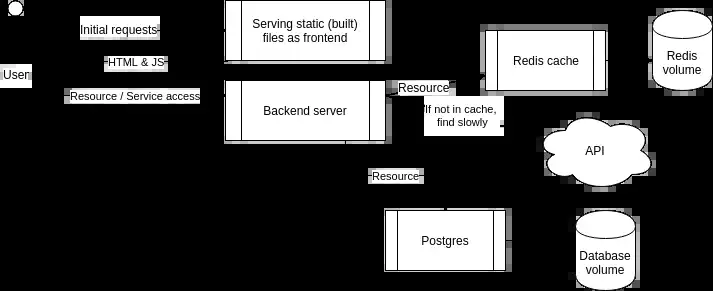 Initial requests
Serving static (built)
files as frontend
HTML & JS
User
Resource / Service access
Backend server
Resource
If not in cache,
find slowly
Redis cache
Redis
volume
API
Resource
Postgres
Database
volume